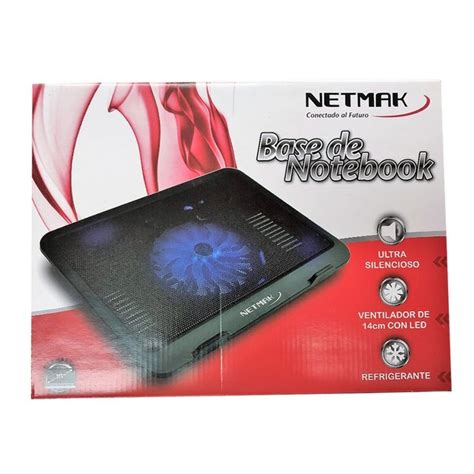 NETMAK
Conectado al Futuro
Base de
Notebook
ULTRA
SILENCIOSO
VENTILADOR DE
14cm CON LED
REFRIGERANTE
NETMAK